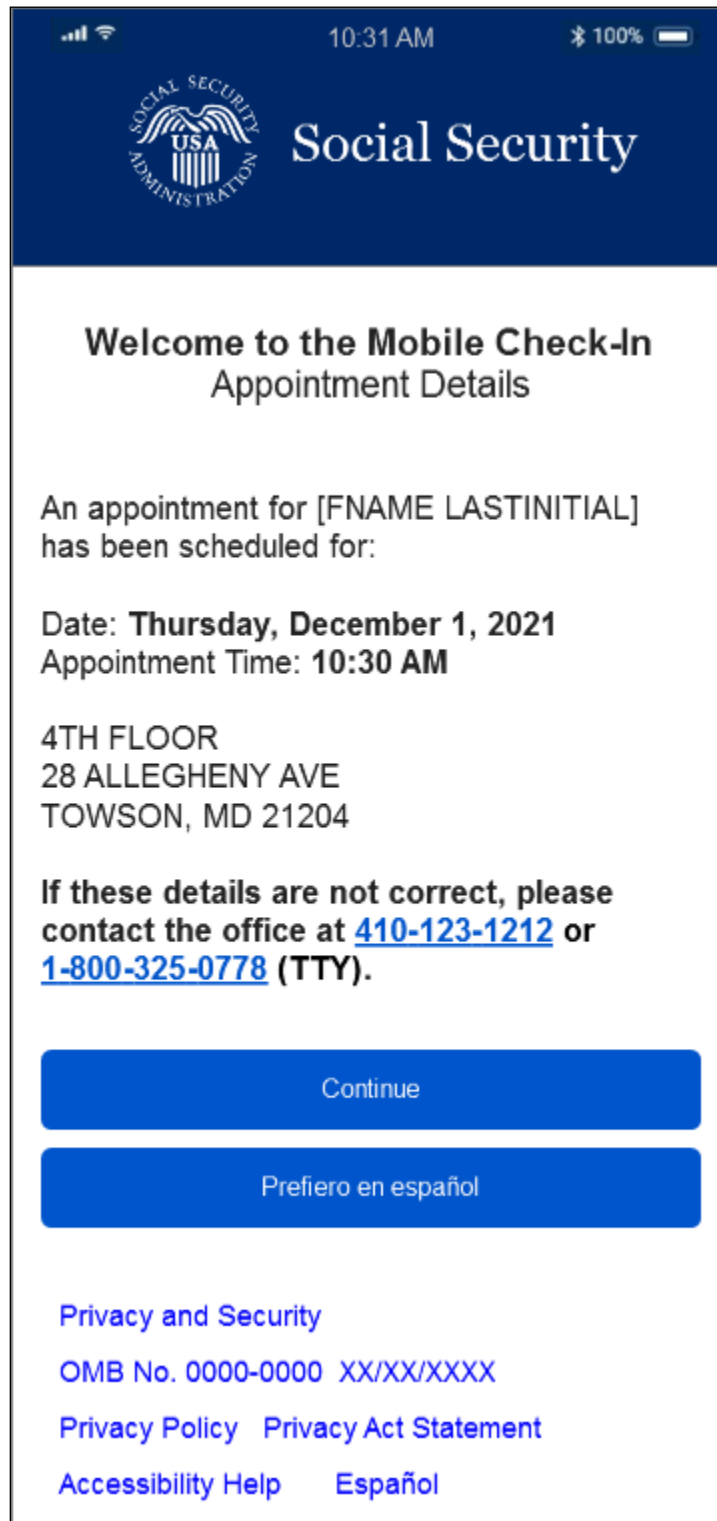 10:31 AM
100%
SOCIAL SECURITY ADMINISTRATION
USA
Social Security
Welcome to the Mobile Check-In
Appointment Details
An appointment for [FNAME LASTINITIAL]
has been scheduled for:
Date: Thursday, December 1, 2021
Appointment Time: 10:30 AM
4TH FLOOR
28 ALLEGHENY AVE
TOWSON, MD 21204
If these details are not correct, please
contact the office at 410-123-1212 or
1-800-325-0778 (TTY).
Continue
Prefiero en español
Privacy and Security
OMB No. 0000-0000 XX/XX/XXXX
Privacy Policy Privacy Act Statement
Accessibility Help Español